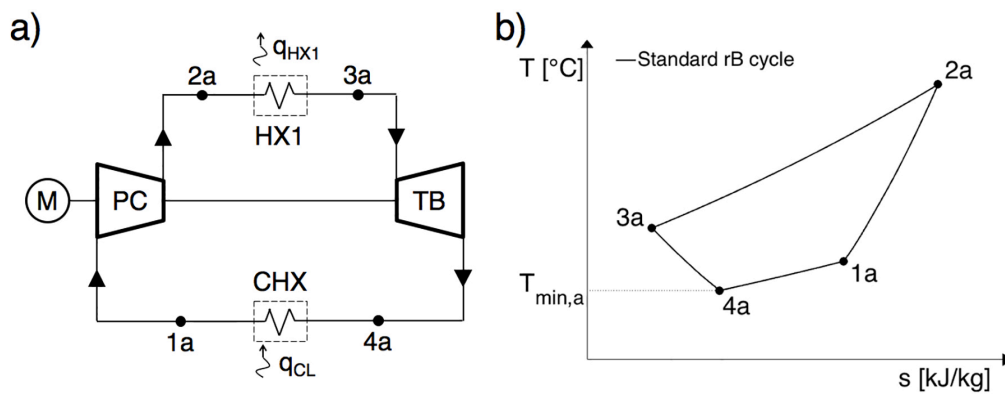 a)
q_HX1
2a
3a
HX1
M
PC
TB
CHX
1a
4a
q_CL
b)
T [°C]
—Standard rB cycle
2a
3a
1a
T_min,a
4a
s [kJ/kg]